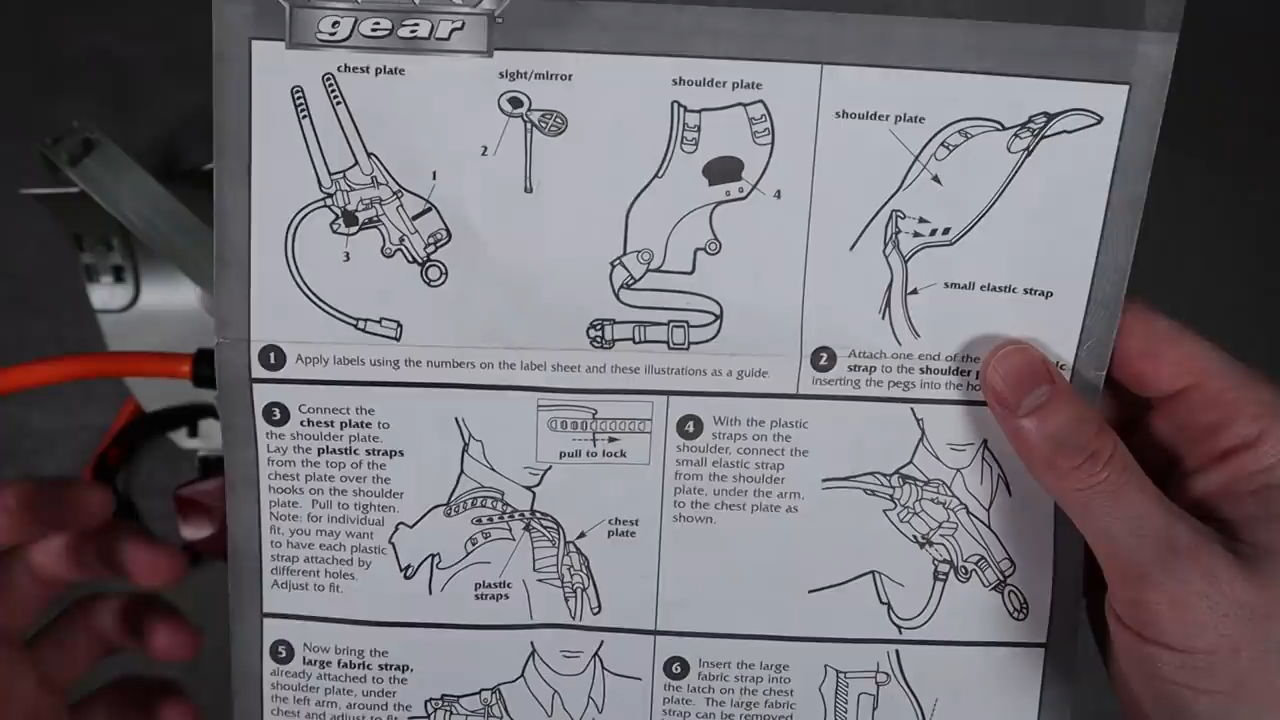 gear
chest plate
sight/mirror
shoulder plate
1
2
3
4
shoulder plate
small elastic strap
1 Apply labels using the numbers on the label sheet and these illustrations as a guide.
2 Attach one end of the
strap to the shoulder
inserting the pegs into the
3 Connect the
chest plate to
the shoulder plate.
Lay the plastic straps
from the top of the
chest plate over the
hooks on the shoulder
plate. Pull to tighten.
Note: for individual
fit, you may want
to have each plastic
strap attached by
different holes.
Adjust to fit.
pull to lock
chest
plate
plastic
straps
4 With the plastic
straps on the
shoulder, connect the
small elastic strap
from the shoulder
plate, under the arm,
to the chest plate as
shown.
5 Now bring the
large fabric strap,
already attached to the
shoulder plate, under
the left arm, around the
chest and adjust to fit
6 Insert the large
fabric strap into
the latch on the chest
plate. The large fabric
strap can be removed